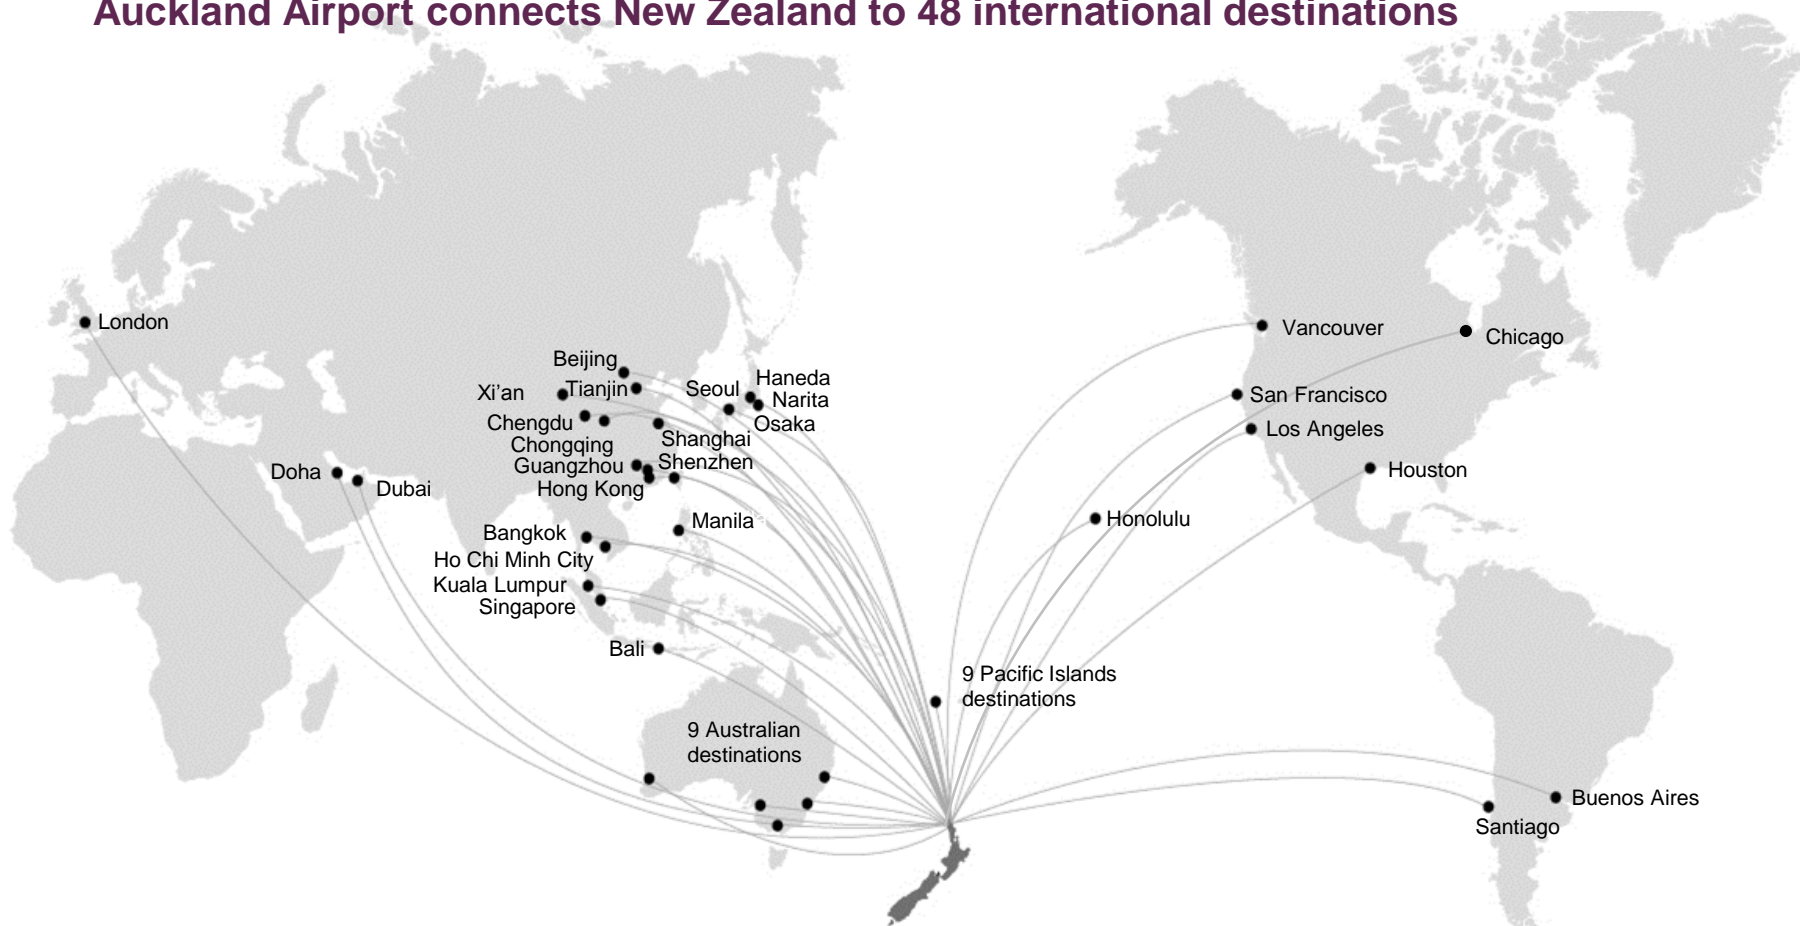 Auckland Airport connects New Zealand to 48 international destinations
London
Vancouver
Chicago
Beijing
Haneda
Xi’an
Tianjin
Seoul
Narita
San Francisco
Chengdu
Osaka
Los Angeles
Chongqing
Shanghai
Guangzhou
Shenzhen
Doha
Houston
Dubai
Hong Kong
Manila
Honolulu
Bangkok
Ho Chi Minh City
Kuala Lumpur
Singapore
Bali
9 Pacific Islands
destinations
9 Australian
destinations
Buenos Aires
Santiago